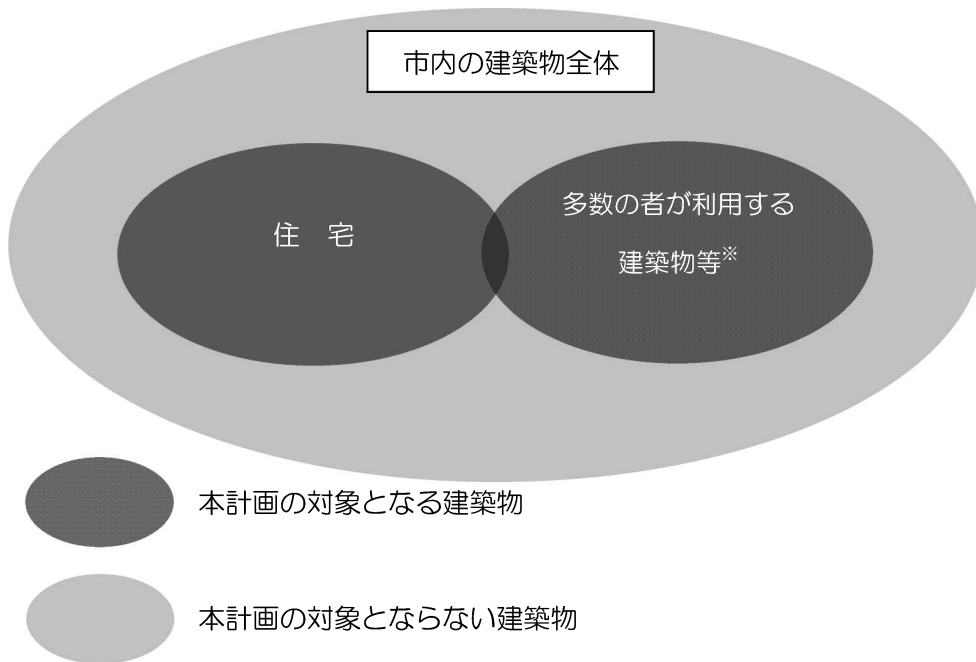 市内の建築物全体
住　宅
多数の者が利用する
建築物等※
本計画の対象となる建築物
本計画の対象とならない建築物